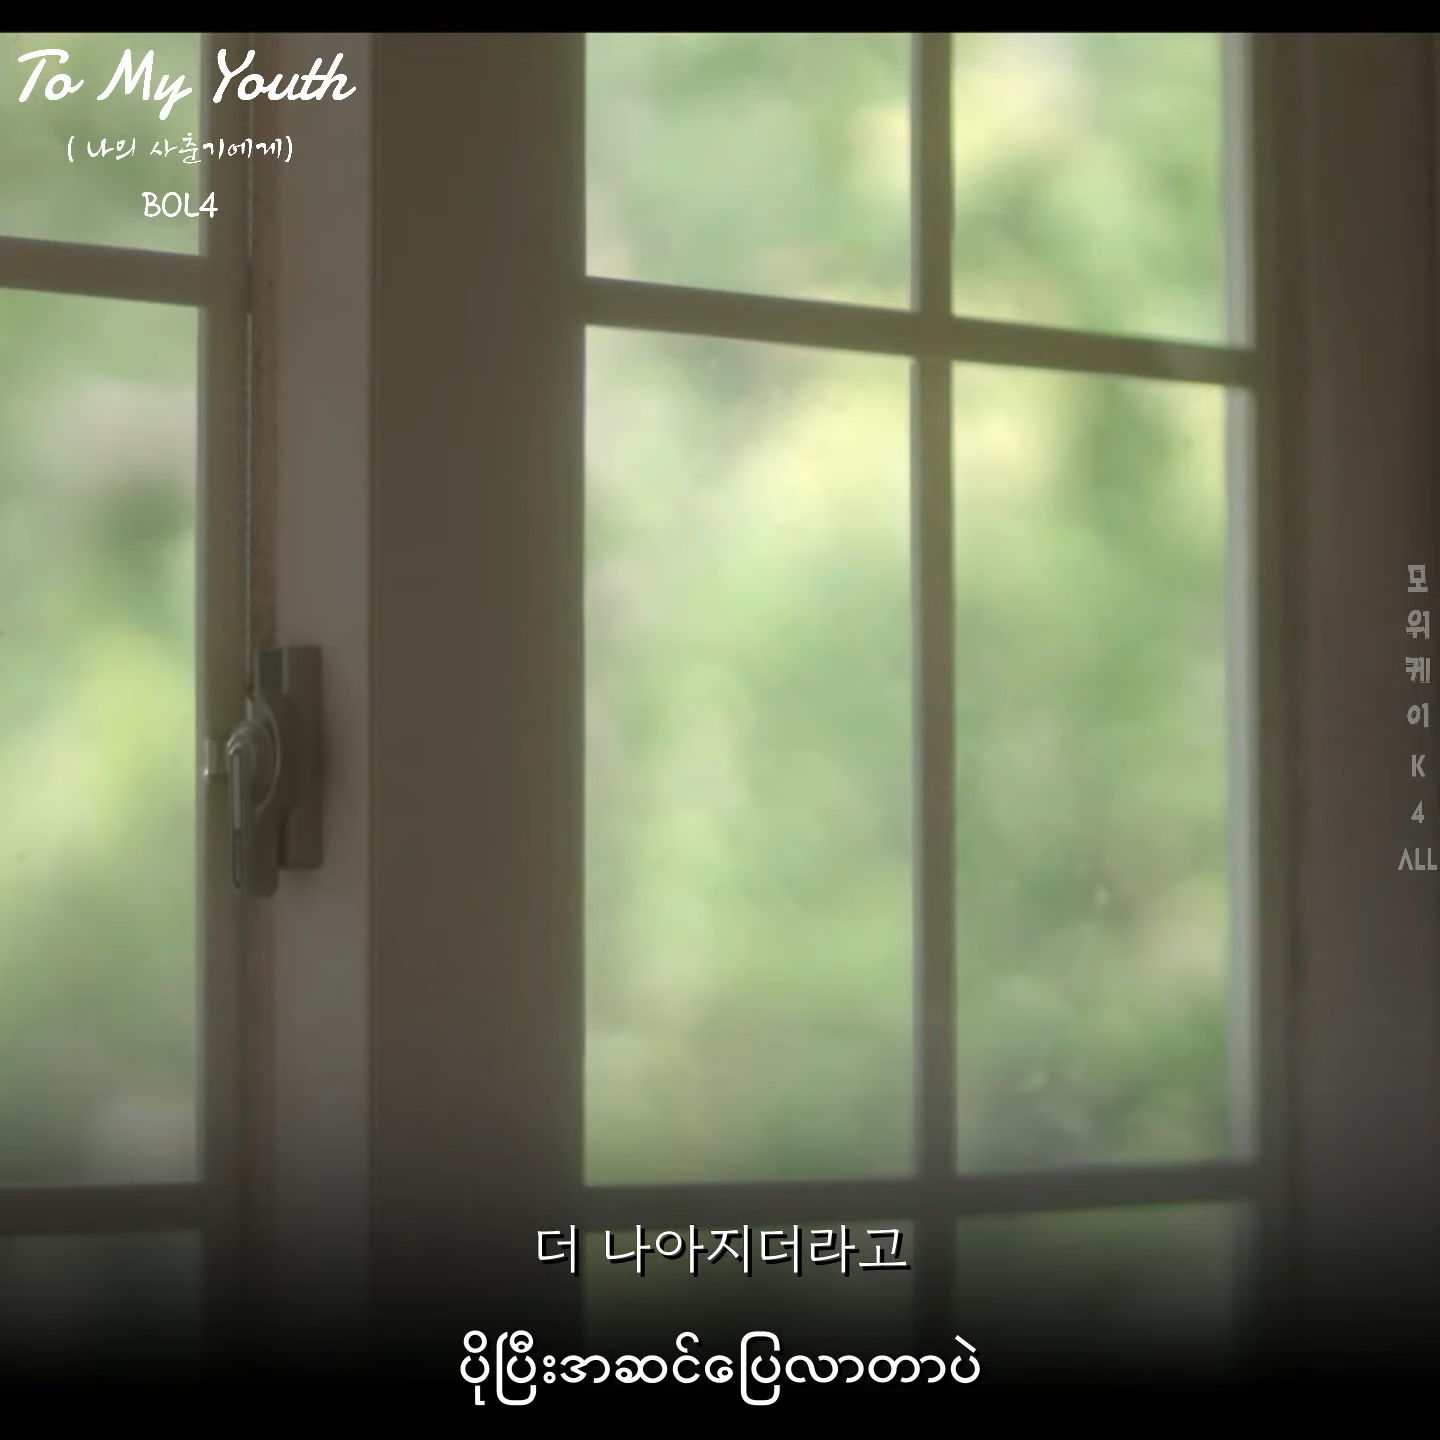 To My Youth
( 나의 사춘기에게)
BOL4
모
워
케
이
K
4
ALL
더 나아지더라고
ပိုပြီးအဆင်ပြေလာတာပဲ